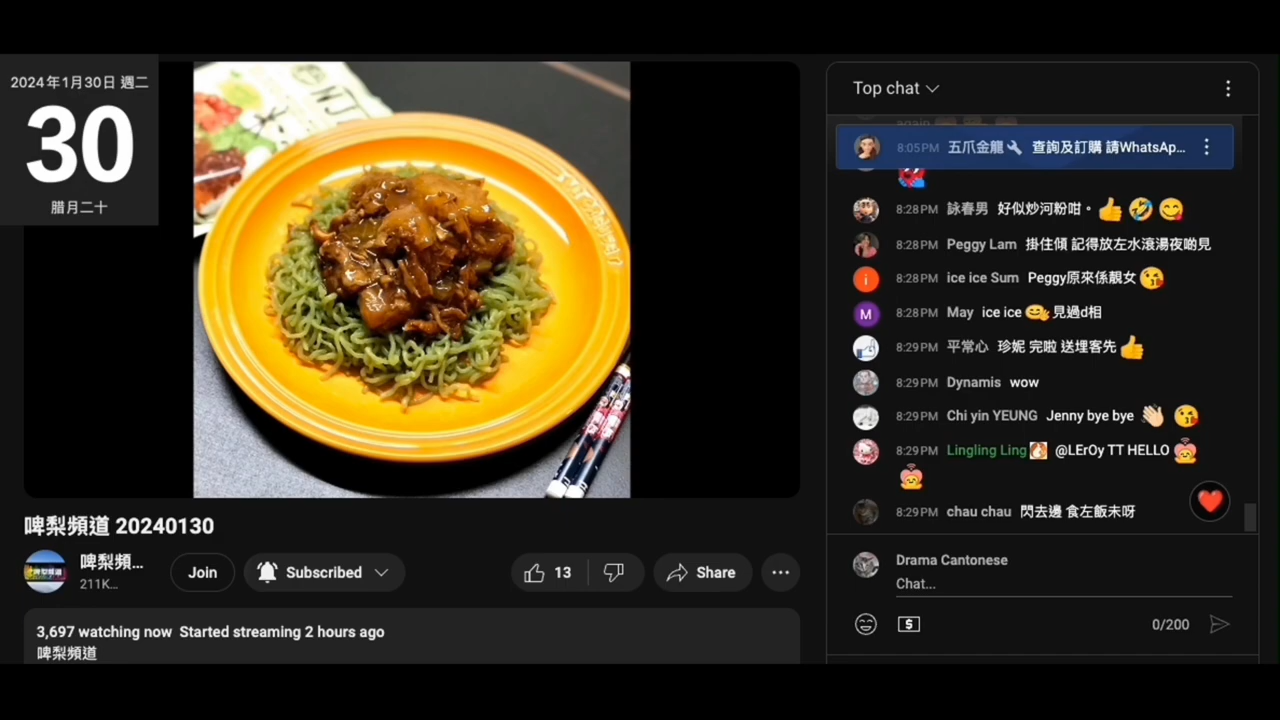 2024年1月30日 週二
30
臘月二十
Top chat
8:05PM 五爪金龍 查詢及訂購 請WhatsAp...
8:28PM 詠春男 好似炒河粉咁。
8:28PM Peggy Lam 掛住傾 記得放左水滾湯夜啲見
8:28PM ice ice Sum Peggy原來係靚女
8:28PM May ice ice 見過d相
8:29PM 平常心 珍妮 完啦 送埋客先
8:29PM Dynamis wow
8:29PM Chi yin YEUNG Jenny bye bye
8:29PM Lingling Ling @LErOy TT HELLO
8:29PM chau chau 閃去邊 食左飯未呀
啤梨頻道 20240130
啤梨頻...
211K...
Join
Subscribed
13
Share
3,697 watching now Started streaming 2 hours ago
啤梨頻道
Drama Cantonese
Chat...
0/200